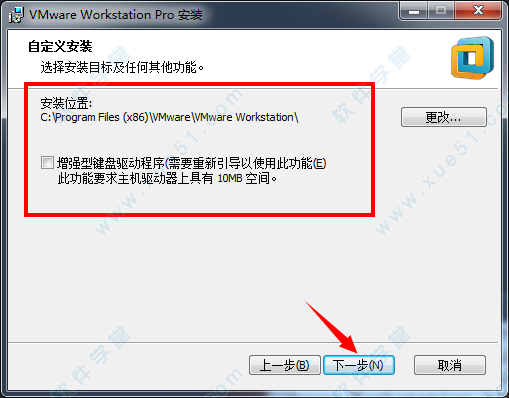 VMware Workstation Pro 安装
自定义安装
选择安装目标及任何其他功能。
安装位置:
C:\Program Files (x86)\VMware\VMware Workstation\
更改...
增强型键盘驱动程序(需要重新引导以使用此功能(E)
此功能要求主机驱动器上具有 10MB 空间。
上一步(B)
下一步(N)
取消
软件学堂
www.xue51.com
软件学堂